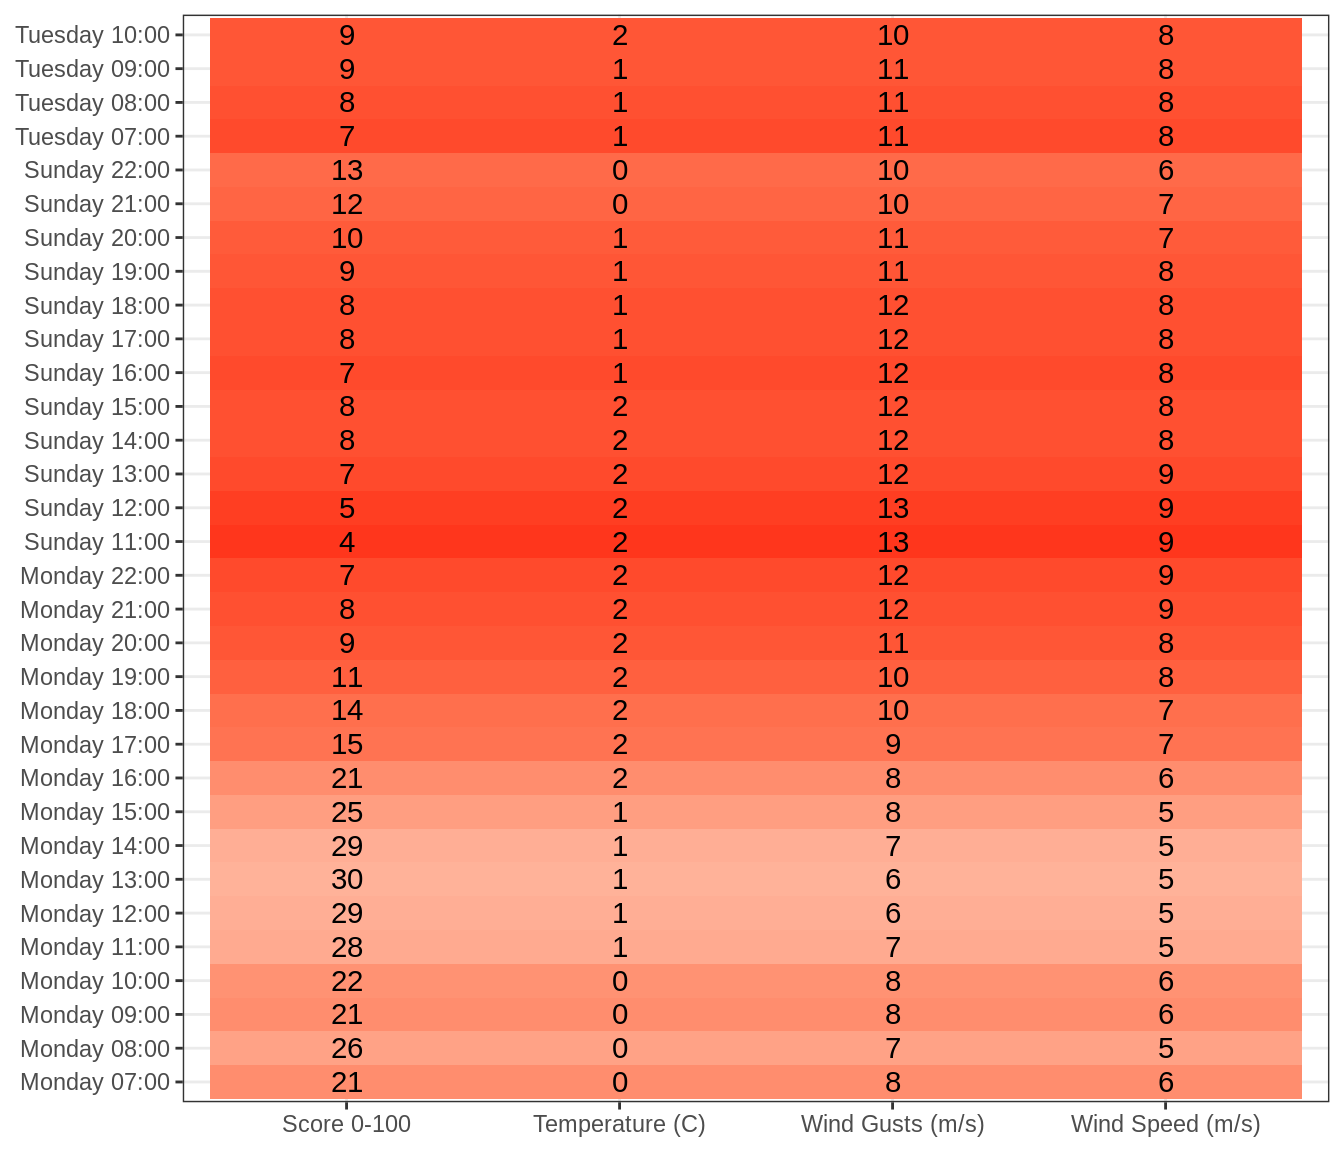 Tuesday 10:00 9 2 10 8
Tuesday 09:00 9 1 11 8
Tuesday 08:00 8 1 11 8
Tuesday 07:00 7 1 11 8
Sunday 22:00 13 0 10 6
Sunday 21:00 12 0 10 7
Sunday 20:00 10 1 11 7
Sunday 19:00 9 1 11 8
Sunday 18:00 8 1 12 8
Sunday 17:00 8 1 12 8
Sunday 16:00 7 1 12 8
Sunday 15:00 8 2 12 8
Sunday 14:00 8 2 12 8
Sunday 13:00 7 2 12 9
Sunday 12:00 5 2 13 9
Sunday 11:00 4 2 13 9
Monday 22:00 7 2 12 9
Monday 21:00 8 2 12 9
Monday 20:00 9 2 11 8
Monday 19:00 11 2 10 8
Monday 18:00 14 2 10 7
Monday 17:00 15 2 9 7
Monday 16:00 21 2 8 6
Monday 15:00 25 1 8 5
Monday 14:00 29 1 7 5
Monday 13:00 30 1 6 5
Monday 12:00 29 1 6 5
Monday 11:00 28 1 7 5
Monday 10:00 22 0 8 6
Monday 09:00 21 0 8 6
Monday 08:00 26 0 7 5
Monday 07:00 21 0 8 6
Score 0-100 Temperature (C) Wind Gusts (m/s) Wind Speed (m/s)